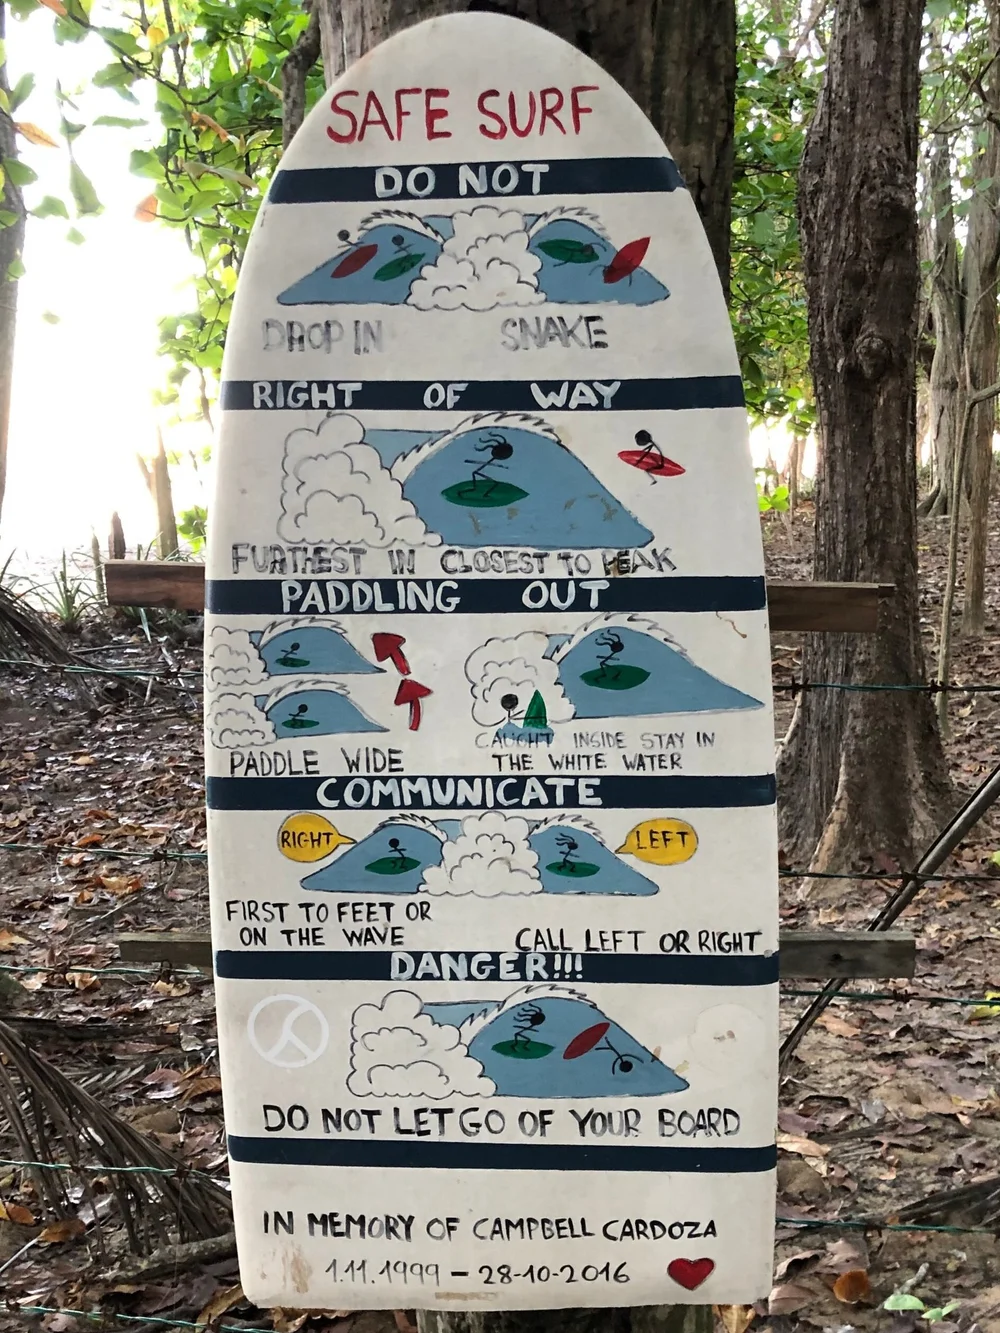 SAFE SURF
DO NOT
DROP IN SNAKE
RIGHT OF WAY
FURTHEST IN CLOSEST TO PEAK
PADDLING OUT
PADDLE WIDE
CAUGHT INSIDE STAY IN
THE WHITE WATER
COMMUNICATE
RIGHT
LEFT
FIRST TO FEET OR
ON THE WAVE
CALL LEFT OR RIGHT
DANGER!!!
DO NOT LET GO OF YOUR BOARD
IN MEMORY OF CAMPBELL CARDOZA
1.11.1999 - 28-10-2016